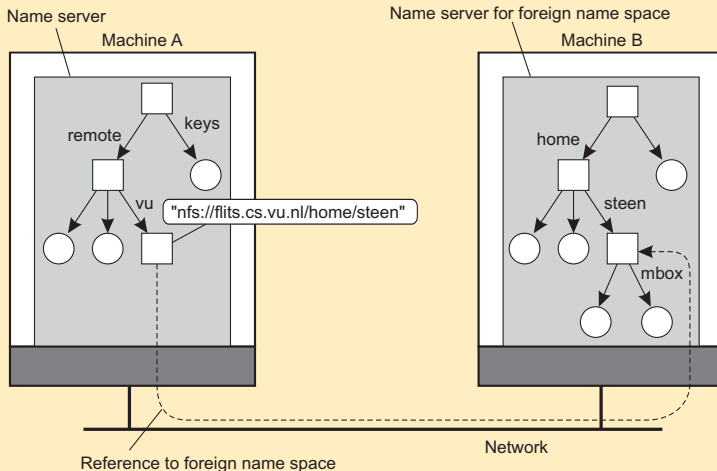 Name server
Name server for foreign name space
Machine A
Machine B
keys
remote
home
vu
"nfs://flits.cs.vu.nl/home/steen"
steen
mbox
Network
Reference to foreign name space